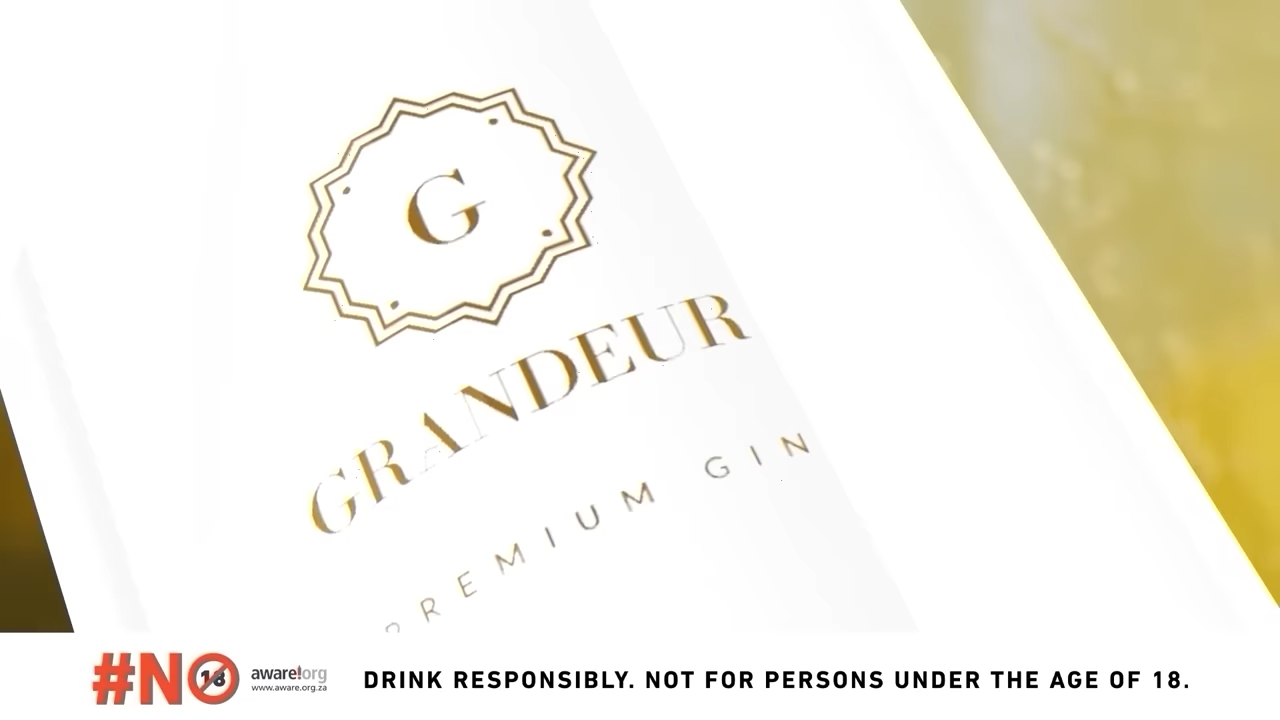 G
GRANDEUR
PREMIUM GIN
#NO 18
aware!org
www.aware.org.za
DRINK RESPONSIBLY. NOT FOR PERSONS UNDER THE AGE OF 18.